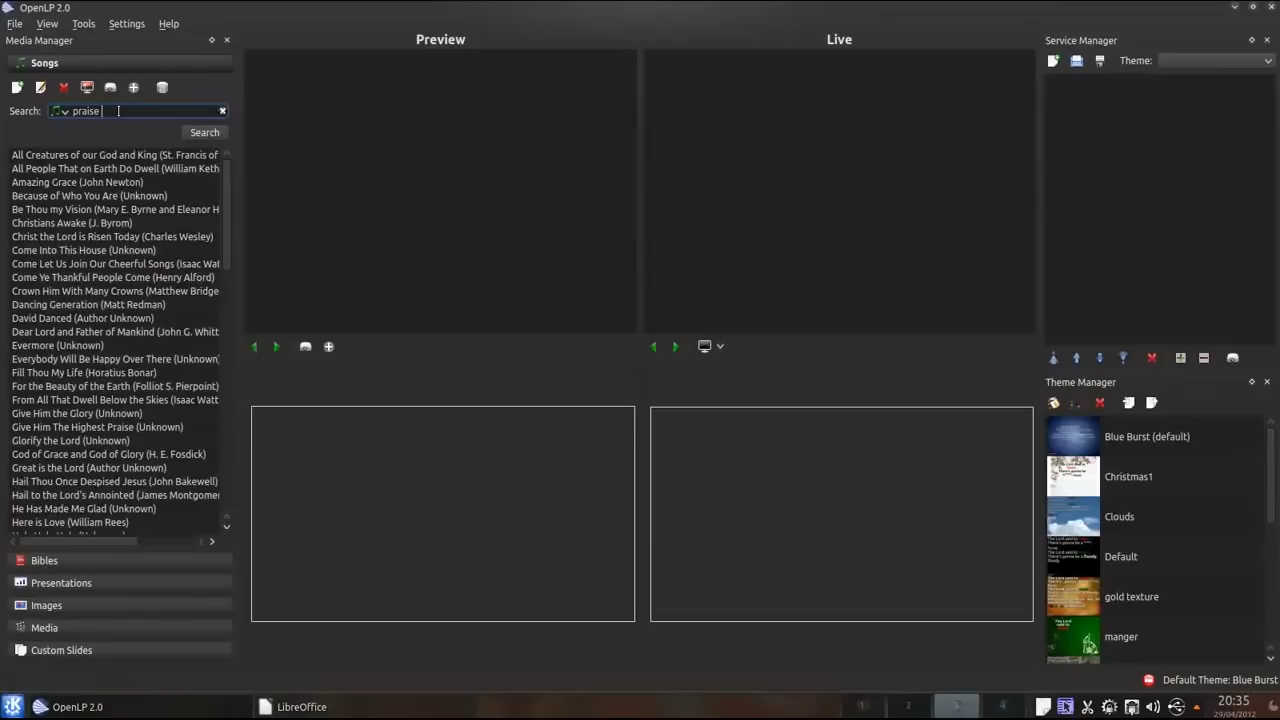 OpenLP 2.0
File View Tools Settings Help
Media Manager
Songs
Search: praise
Search
All Creatures of our God and King (St. Francis of
All People That on Earth Do Dwell (William Keth
Amazing Grace (John Newton)
Because of Who You Are (Unknown)
Be Thou my Vision (Mary E. Byrne and Eleanor H
Christians Awake (J. Byrom)
Christ the Lord is Risen Today (Charles Wesley)
Come Into This House (Unknown)
Come Let Us Join Our Cheerful Songs (Isaac Wat
Come Ye Thankful People Come (Henry Alford)
Crown Him With Many Crowns (Matthew Bridge
Dancing Generation (Matt Redman)
David Danced (Author Unknown)
Dear Lord and Father of Mankind (John G. Whitt
Evermore (Unknown)
Everybody Will Be Happy Over There (Unknown)
Fill Thou My Life (Horatius Bonar)
For the Beauty of the Earth (Folliot S. Pierpoint)
From All That Dwell Below the Skies (Isaac Watt
Give Him the Glory (Unknown)
Give Him The Highest Praise (Unknown)
Glorify the Lord (Unknown)
God of Grace and God of Glory (H. E. Fosdick)
Great is the Lord (Author Unknown)
Hail Thou Once Despised Jesus (John Bakewell)
Hail to the Lord's Annointed (James Montgomer
He Has Made Me Glad (Unknown)
Here is Love (William Rees)
Bibles
Presentations
Images
Media
Custom Slides
Preview
Live
Service Manager
Theme:
Theme Manager
Blue Burst (default)
Christmas1
Clouds
Default
gold texture
manger
Default Theme: Blue Burst
OpenLP 2.0
LibreOffice
1 2 3 4
20:35
29/04/2012